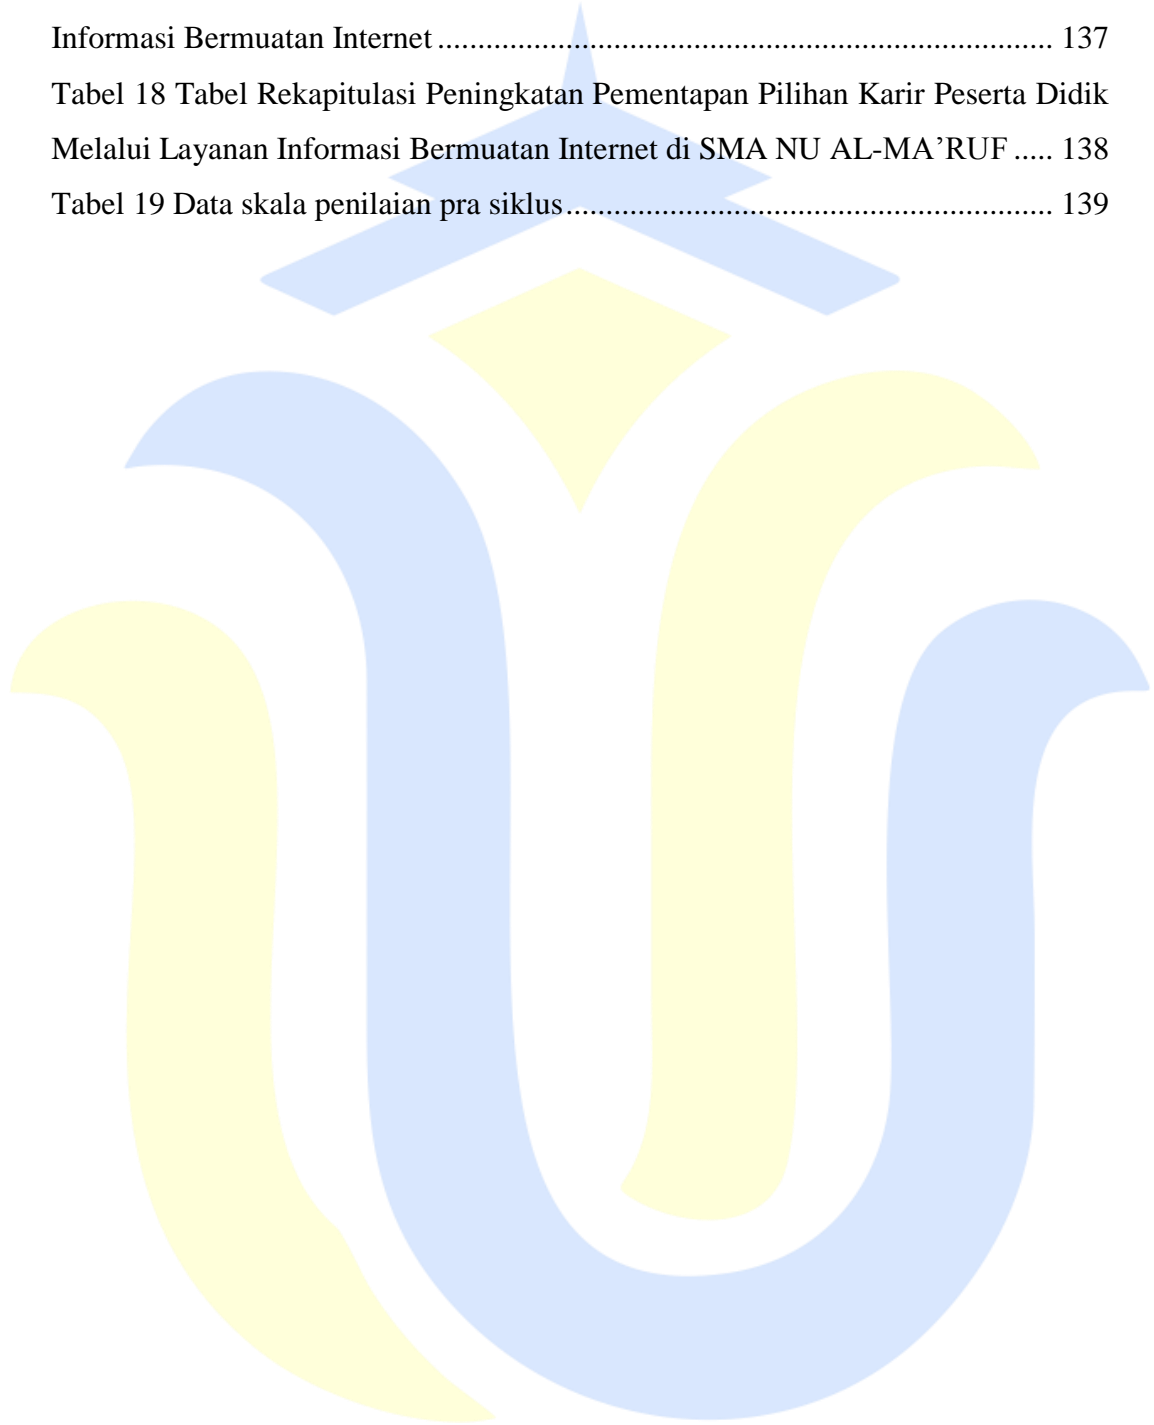 Informasi Bermuatan Internet ............................................................................ 137
Tabel 18 Tabel Rekapitulasi Peningkatan Pementapan Pilihan Karir Peserta Didik
Melalui Layanan Informasi Bermuatan Internet di SMA NU AL-MA’RUF ..... 138
Tabel 19 Data skala penilaian pra siklus ............................................................ 139